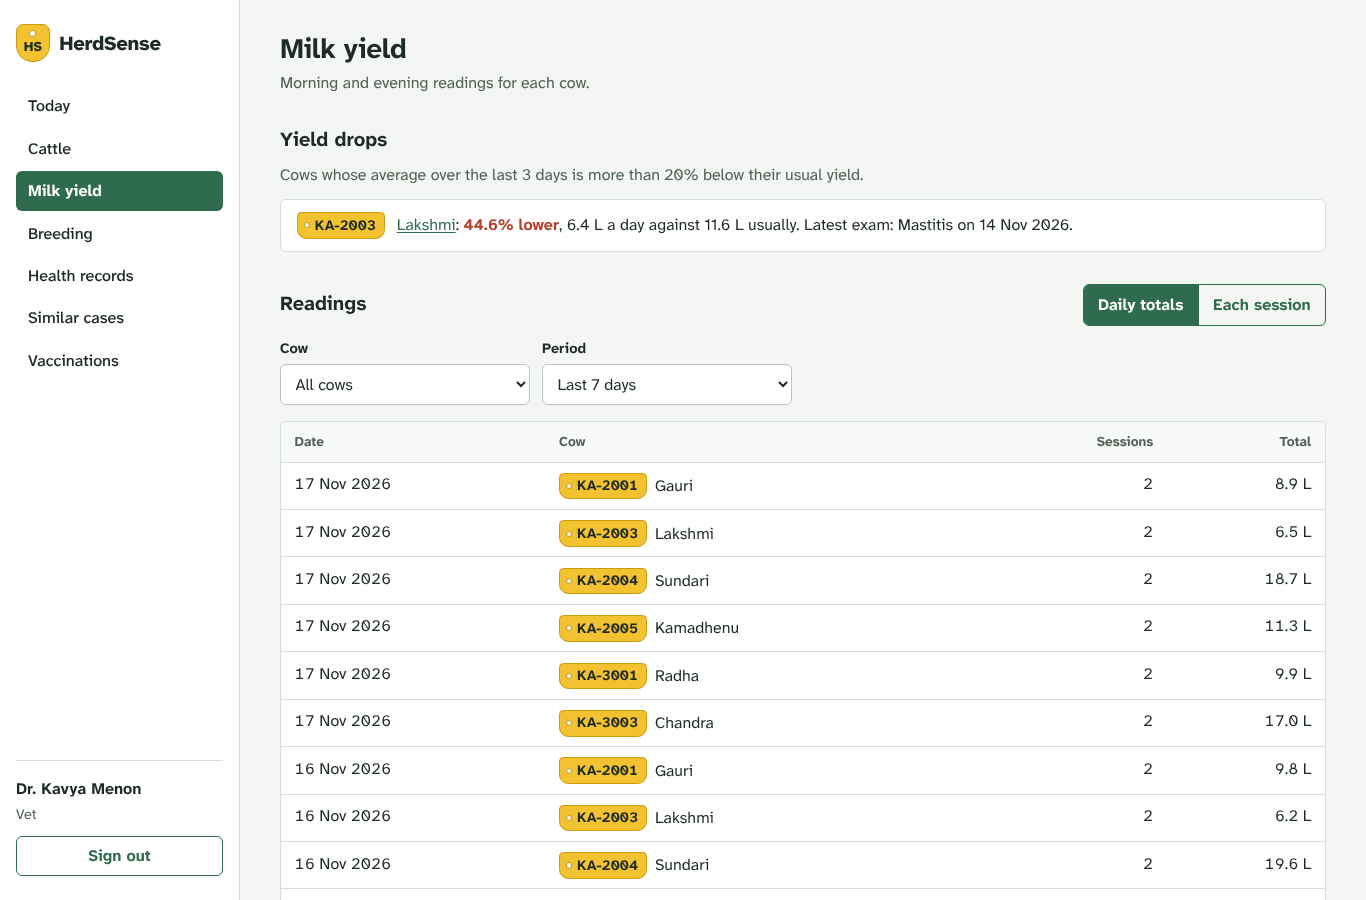 HS HerdSense
Today
Cattle
Milk yield
Breeding
Health records
Similar cases
Vaccinations
Dr. Kavya Menon
Vet
Sign out
Milk yield
Morning and evening readings for each cow.
Yield drops
Cows whose average over the last 3 days is more than 20% below their usual yield.
KA-2003 Lakshmi: 44.6% lower, 6.4 L a day against 11.6 L usually. Latest exam: Mastitis on 14 Nov 2026.
Readings
Daily totals Each session
Cow Period
All cows Last 7 days
Date Cow Sessions Total
17 Nov 2026 KA-2001 Gauri 2 8.9 L
17 Nov 2026 KA-2003 Lakshmi 2 6.5 L
17 Nov 2026 KA-2004 Sundari 2 18.7 L
17 Nov 2026 KA-2005 Kamadhenu 2 11.3 L
17 Nov 2026 KA-3001 Radha 2 9.9 L
17 Nov 2026 KA-3003 Chandra 2 17.0 L
16 Nov 2026 KA-2001 Gauri 2 9.8 L
16 Nov 2026 KA-2003 Lakshmi 2 6.2 L
16 Nov 2026 KA-2004 Sundari 2 19.6 L